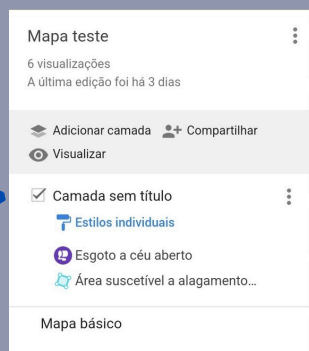 Mapa teste
6 visualizações
A última edição foi há 3 dias
Adicionar camada Compartilhar
Visualizar
Camada sem título
Estilos individuais
Esgoto a céu aberto
Área suscetível a alagamento...
Mapa básico